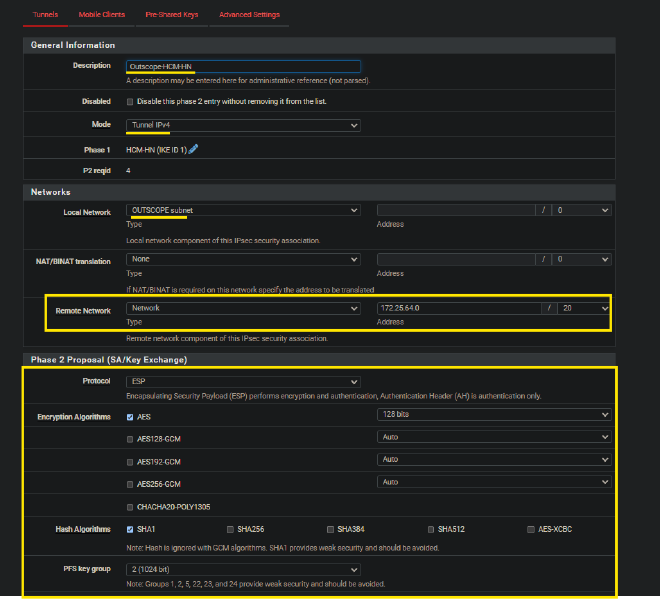 Tunnels Mobile Clients Pre-Shared Keys Advanced Settings
General Information
Description Outscope-HCM-HN
A description may be entered here for administrative reference (not parsed).
Disabled Disable this phase 2 entry without removing it from the list.
Mode Tunnel IPv4
Phase 1 HCM-HN (IKE ID 1)
P2 reqid 4
Networks
Local Network OUTSCOPE subnet / 0
Type Address
Local network component of this IPsec security association.
NAT/BINAT translation None / 0
Type Address
If NAT/BINAT is required on this network specify the address to be translated
Remote Network Network 172.25.64.0 / 20
Type Address
Remote network component of this IPsec security association.
Phase 2 Proposal (SA/Key Exchange)
Protocol ESP
Encapsulating Security Payload (ESP) performs encryption and authentication, Authentication Header (AH) is authentication only.
Encryption Algorithms AES 128 bits
AES128-GCM Auto
AES192-GCM Auto
AES256-GCM Auto
CHACHA20-POLY1305
Hash Algorithms SHA1 SHA256 SHA384 SHA512 AES-XCBC
Note: Hash is ignored with GCM algorithms. SHA1 provides weak security and should be avoided.
PFS key group 2 (1024 bit)
Note: Groups 1, 2, 5, 22, 23, and 24 provide weak security and should be avoided.